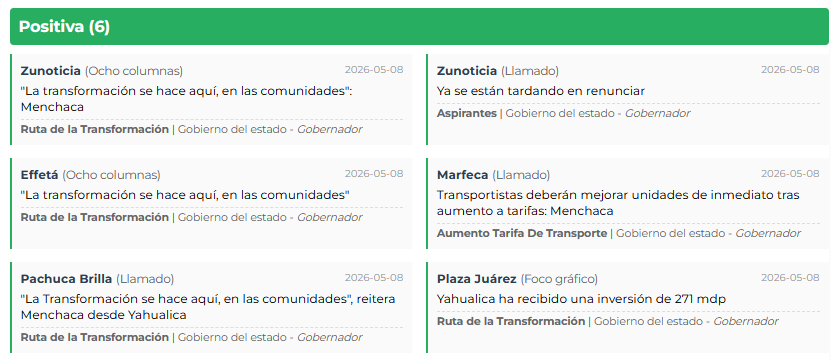 Positiva (6)
Zunoticia (Ocho columnas) 2026-05-08
"La transformación se hace aquí, en las comunidades":
Menchaca
Ruta de la Transformación | Gobierno del estado - Gobernador
Zunoticia (Llamado) 2026-05-08
Ya se están tardando en renunciar
Aspirantes | Gobierno del estado - Gobernador
Effetá (Ocho columnas) 2026-05-08
"La transformación se hace aquí, en las comunidades"
Ruta de la Transformación | Gobierno del estado - Gobernador
Marfeca (Llamado) 2026-05-08
Transportistas deberán mejorar unidades de inmediato tras
aumento a tarifas: Menchaca
Aumento Tarifa De Transporte | Gobierno del estado - Gobernador
Pachuca Brilla (Llamado) 2026-05-08
"La Transformación se hace aquí, en las comunidades", reitera
Menchaca desde Yahualica
Ruta de la Transformación | Gobierno del estado - Gobernador
Plaza Juárez (Foco gráfico) 2026-05-08
Yahualica ha recibido una inversión de 271 mdp
Ruta de la Transformación | Gobierno del estado - Gobernador